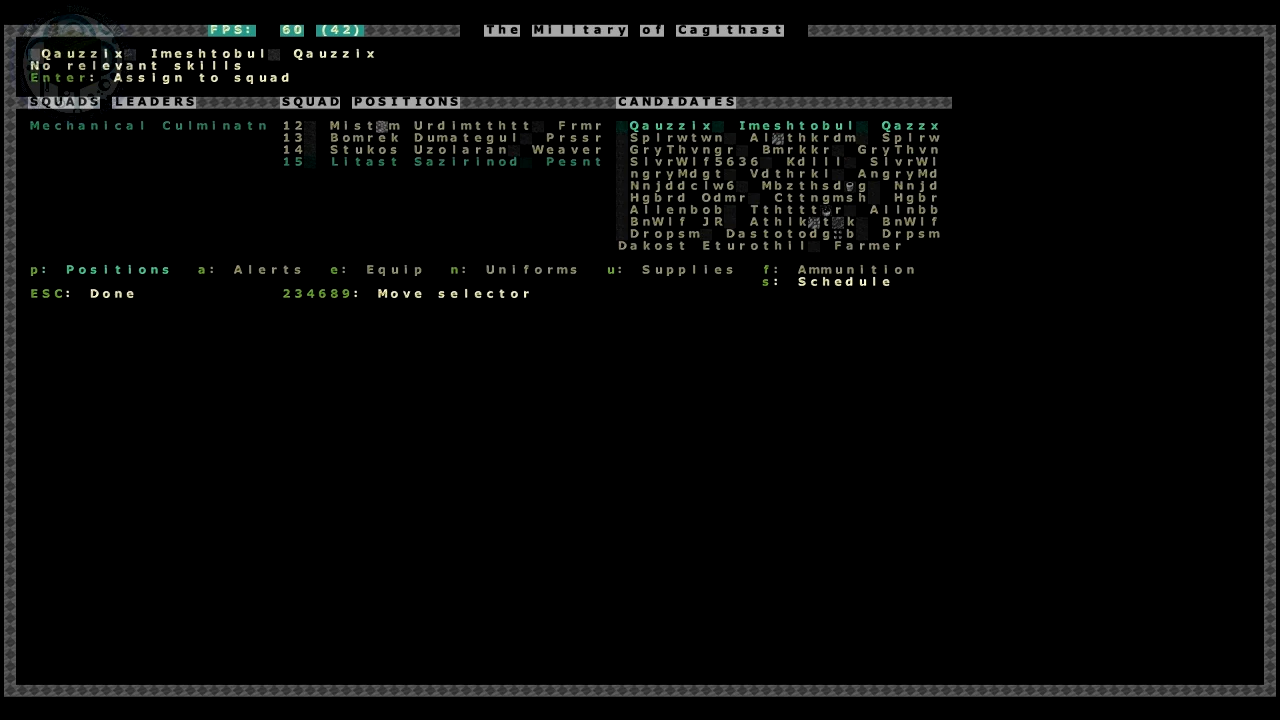 FPS: 60 (42) The Military of Cagithast
Qauzzix Imeshtobul Qauzzix
No relevant skills
Enter: Assign to squad
SQUADS LEADERS SQUAD POSITIONS CANDIDATES
Mechanical Culminatn 12 Urdimtthtt Frmr Qauzzix Imeshtobul Qazzx
13 Bomrek Dumategul Prssr Splrwtwn Splrw
14 Stukos Uzolaran Weaver GryThvngr Bmrkkr GryThvn
15 Litast Sazirinod Pesnt SlvrWlf5636 Kdlll SlvrWl
ngryMdgt Vdthrkl AngryMd
Nnjddclw6 Nnjd
Hgbrd Odmr Cttngmsh Hgbr
Allenbob Allnbb
BnWlf JR BnWlf
Dropsm Drpsm
Dakost Eturothil Farmer
p: Positions a: Alerts e: Equip n: Uniforms u: Supplies f: Ammunition
s: Schedule
ESC: Done 234689: Move selector